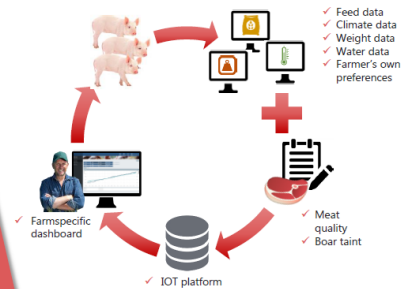 ✓ Feed data
✓ Climate data
✓ Weight data
✓ Water data
✓ Farmer's own
preferences
✓ Meat
quality
✓ Boar taint
✓ Farmspecific
dashboard
✓ IOT platform